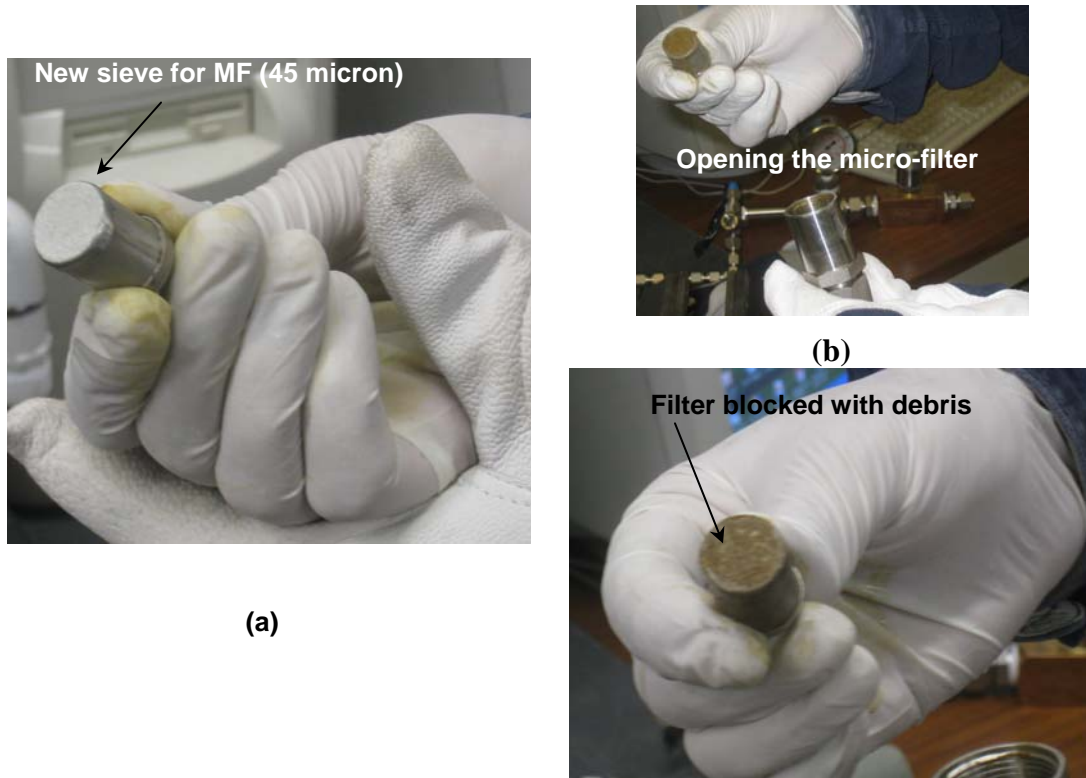 New sieve for MF (45 micron)
(a)
Opening the micro-filter
(b)
Filter blocked with debris